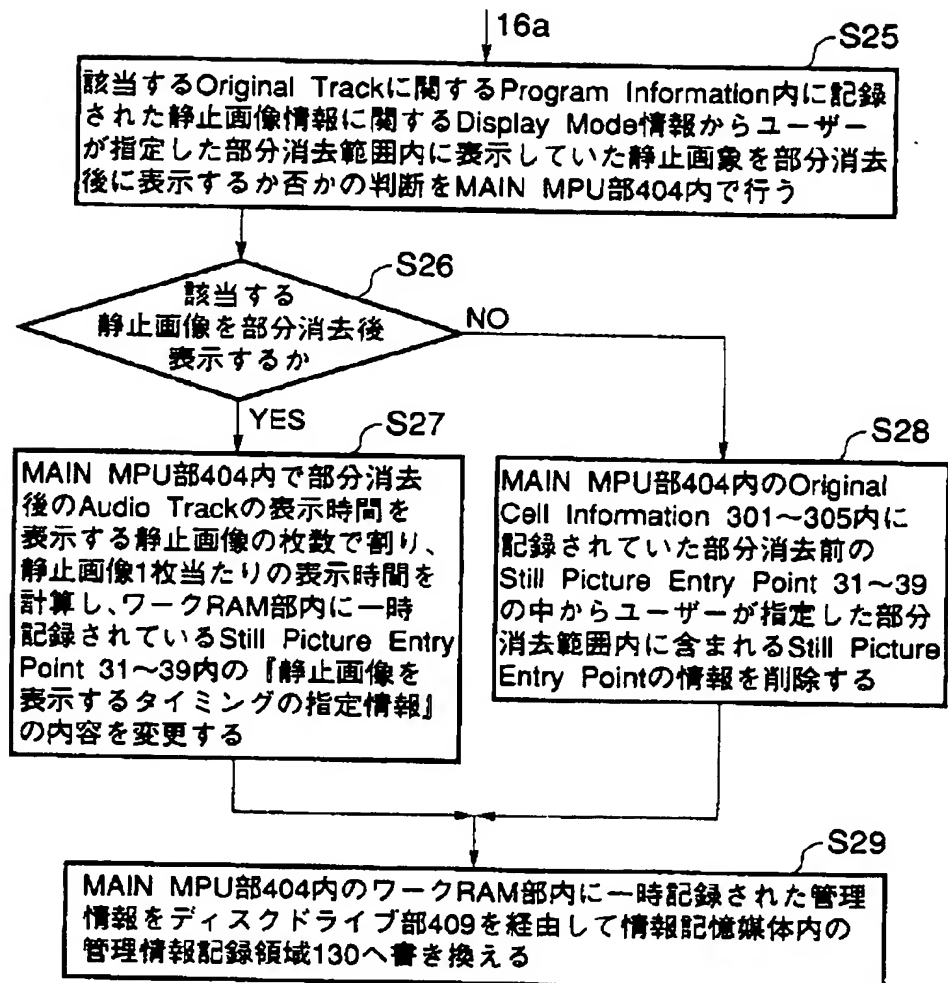 16a
S25
該当するOriginal Trackに関するProgram Information内に記録
された静止画像情報に関するDisplay Mode情報からユーザー
が指定した部分消去範囲内に表示していた静止画象を部分消去
後に表示するか否かの判断をMAIN MPU部404内で行う
S26
該当する
静止画像を部分消去後
表示するか
NO
YES
S27
MAIN MPU部404内で部分消去
後のAudio Trackの表示時間を
表示する静止画像の枚数で割り、
静止画像1枚当たりの表示時間を
計算し、ワークRAM部内に一時
記録されているStill Picture Entry
Point 31～39内の『静止画像を
表示するタイミングの指定情報』
の内容を変更する
S28
MAIN MPU部404内のOriginal
Cell Information 301～305内に
記録されていた部分消去前の
Still Picture Entry Point 31～39
の中からユーザーが指定した部分
消去範囲内に含まれるStill Picture
Entry Pointの情報を削除する
S29
MAIN MPU部404内のワークRAM部内に一時記録された管理
情報をディスクドライブ部409を経由して情報記憶媒体内の
管理情報記録領域130へ書き換える